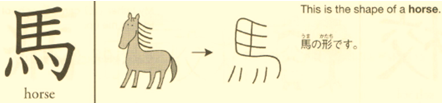 馬
horse
This is the shape of a horse.
うま かたち
馬の形です。